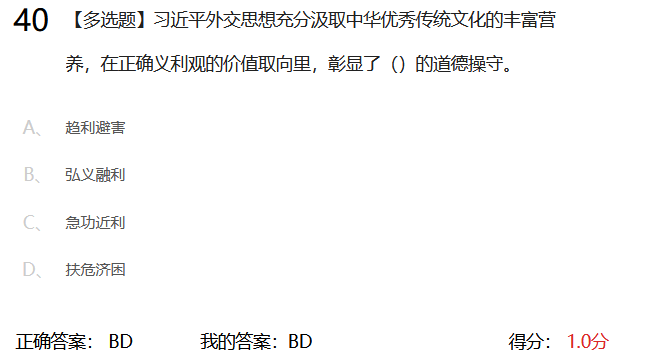 40 【多选题】习近平外交思想充分汲取中华优秀传统文化的丰富营
养，在正确义利观的价值取向里，彰显了（）的道德操守。
A、 趋利避害
B、 弘义融利
C、 急功近利
D、 扶危济困
正确答案： BD 我的答案：BD 得分： 1.0分